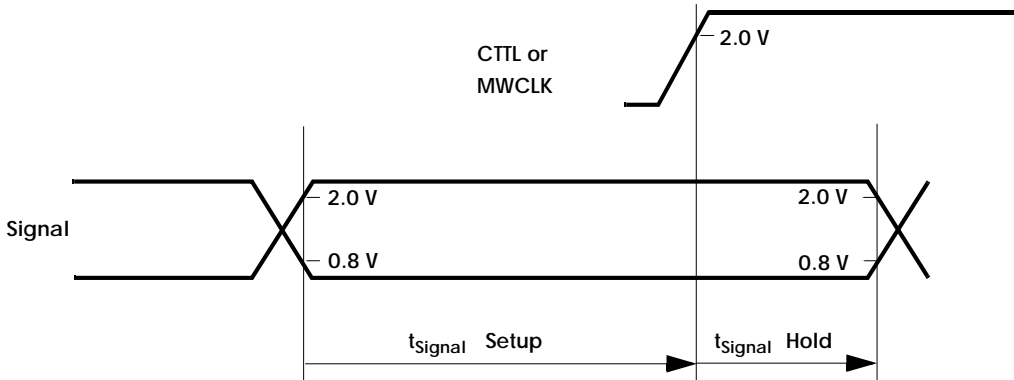 CTTL or
MWCLK
2.0 V
Signal
2.0 V
2.0 V
0.8 V
0.8 V
tSignal Setup
tSignal Hold